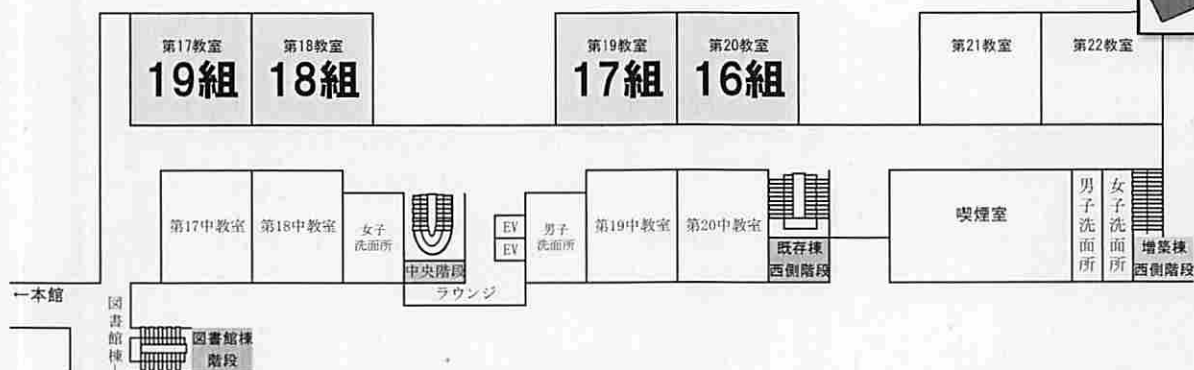 第17教室
19組
第18教室
18組
第19教室
17組
第20教室
16組
第21教室
第22教室
第17中教室
第18中教室
女子
洗面所
中央階段
ラウンジ
EV
EV
男子
洗面所
第19中教室
第20中教室
既存棟
西側階段
喫煙室
男子洗面所
女子洗面所
増築棟
西側階段
←本館
図書館棟
図書館棟
階段